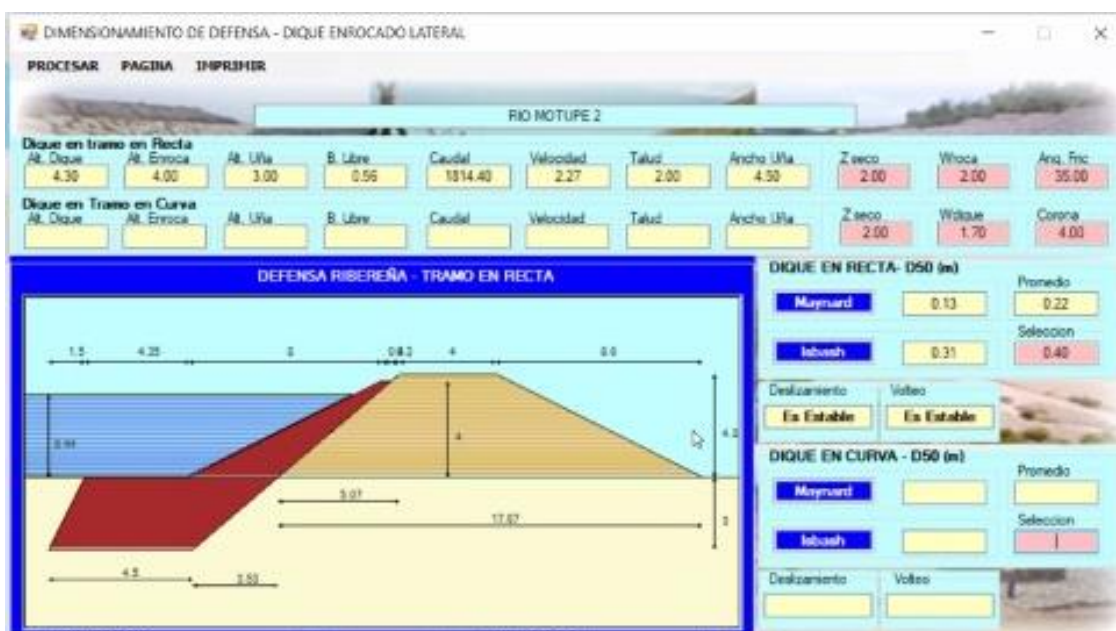 DIMENSIONAMIENTO DE DEFENSA - DIQUE ENROCADO LATERAL
PROCESAR PAGINA IMPRIMIR
RIO MOTUPE 2
Dique en tramo en Recta
Alt. Dique Alt. Enroca Alt. Uña B. Libre Caudal Velocidad Talud Ancho Uña Z seco Wroca Ang. Fric
4.30 4.00 3.00 0.56 1814.40 2.27 2.00 4.50 2.00 2.00 35.00
Dique en Tramo en Curva
Alt. Dique Alt. Enroca Alt. Uña B. Libre Caudal Velocidad Talud Ancho Uña Z seco Wdique Corona
2.00 1.70 4.00
DEFENSA RIBEREÑA - TRAMO EN RECTA
1.5 4.25 4
4
5.07
17.67
3
4.5
DIQUE EN RECTA- D50 (m)
Promedio
Maynard 0.13 0.22
Seleccion
Isbash 0.31 0.40
Deslizamiento Volteo
Es Estable Es Estable
DIQUE EN CURVA - D50 (m)
Promedio
Maynard
Seleccion
Isbash
Deslizamiento Volteo